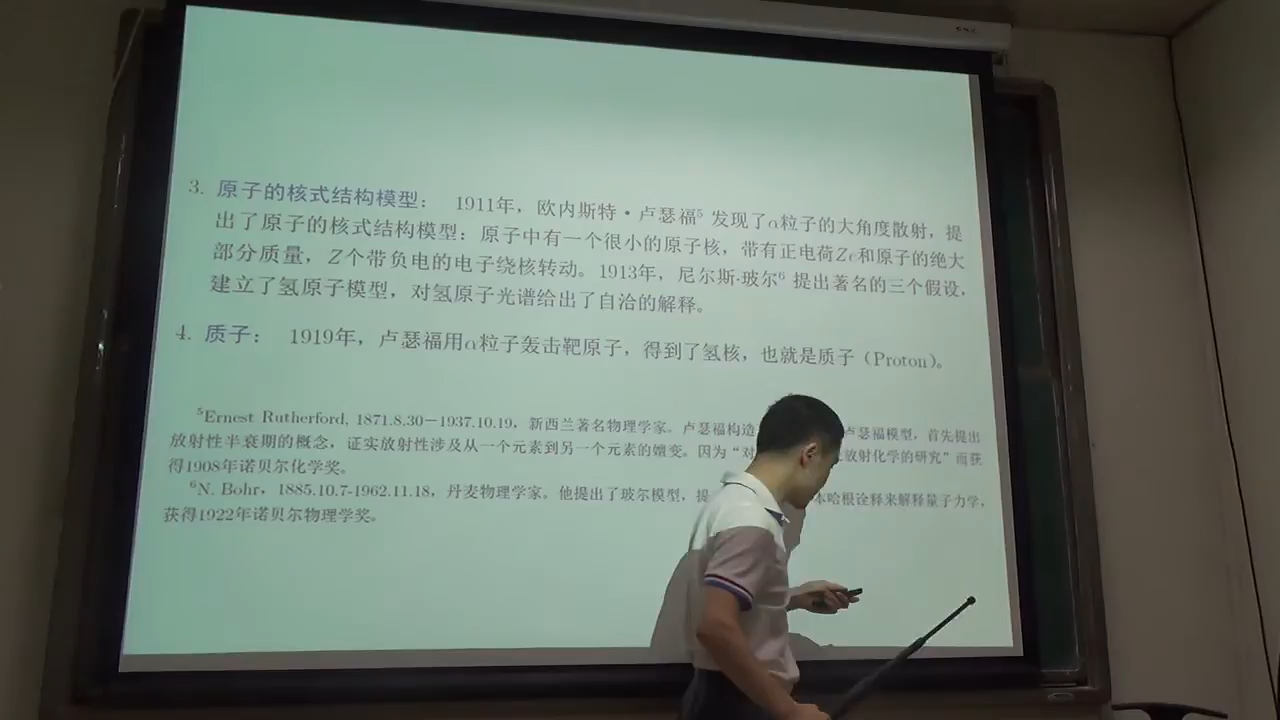 3. 原子的核式结构模型： 1911年，欧内斯特·卢瑟福5 发现了α粒子的大角度散射，提
出了原子的核式结构模型：原子中有一个很小的原子核，带有正电荷Ze和原子的绝大
部分质量，Z个带负电的电子绕核转动。1913年，尼尔斯·玻尔6 提出著名的三个假设，
建立了氢原子模型，对氢原子光谱给出了自洽的解释。
4. 质子： 1919年，卢瑟福用α粒子轰击靶原子，得到了氢核，也就是质子（Proton）。
5Ernest Rutherford, 1871.8.30－1937.10.19，新西兰著名物理学家。卢瑟构造 卢瑟福模型，首先提出
放射性半衰期的概念，证实放射性涉及从一个元素到另一个元素的嬗变。因为“对 放射化学的研究”而获
得1908年诺贝尔化学奖。
6N. Bohr，1885.10.7-1962.11.18，丹麦物理学家。他提出了玻尔模型，提 本哈根诠释来解释量子力学，
获得1922年诺贝尔物理学奖。